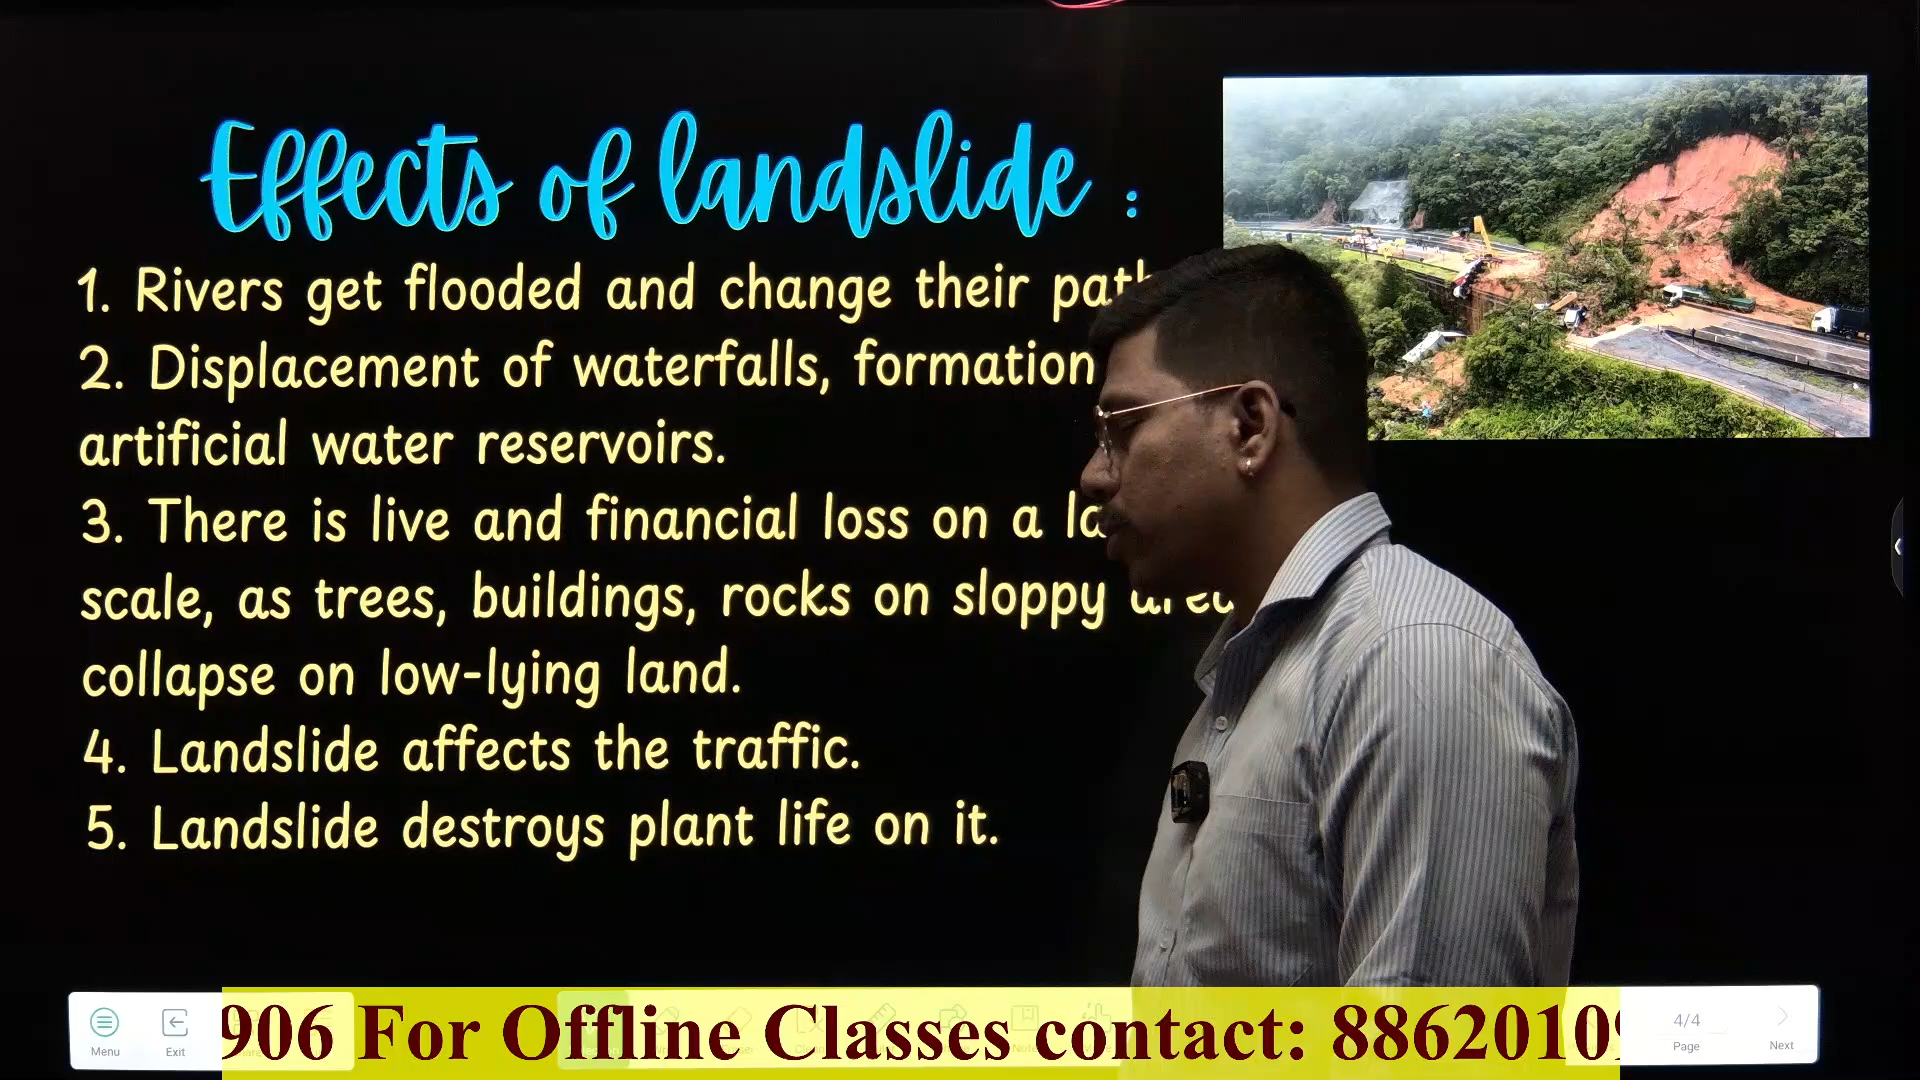 Effects of landslide :
1. Rivers get flooded and change their
2. Displacement of waterfalls, formation
artificial water reservoirs.
3. There is live and financial loss on a
scale, as trees, buildings, rocks on sloppy
collapse on low-lying land.
4. Landslide affects the traffic.
5. Landslide destroys plant life on it.
906 For Offline Classes contact: 8862010
Menu
Exit
4/4
Page
Next